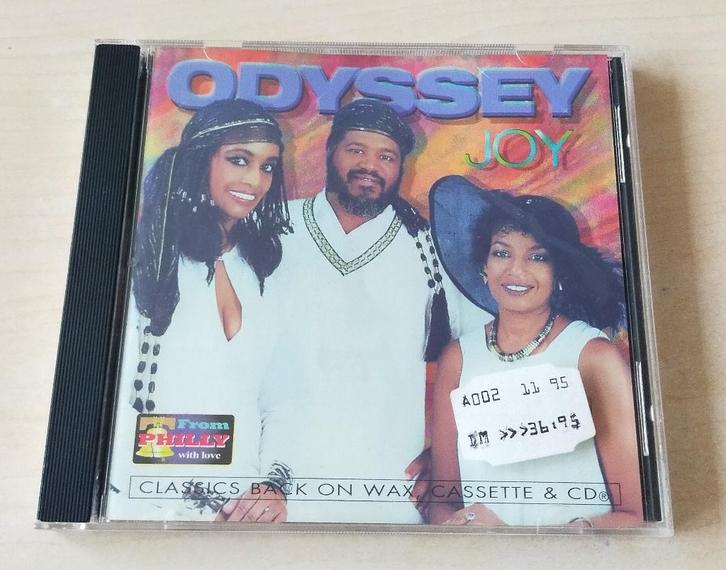 ODYSSEY
JOY
A002 11 95
DM >>>36,95
From
PHILLY
with love
CLASSICS BACK ON WAX, CASSETTE & CD®